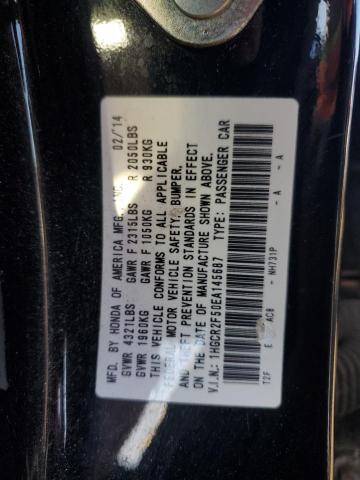 MFD. BY HONDA OF AMERICA MFG., INC. 02/'14
GVWR 4321LBS GAWR F 2315LBS R 2050LBS
GVWR 1960KG GAWR F 1050KG R 930KG
THIS VEHICLE CONFORMS TO ALL APPLICABLE
FEDERAL MOTOR VEHICLE SAFETY, BUMPER,
AND THEFT PREVENTION STANDARDS IN EFFECT
ON THE DATE OF MANUFACTURE SHOWN ABOVE.
V.I.N.: 1HGCR2F50EA145687 TYPE: PASSENGER CAR
T2F E AC8 - NH731P - A - A